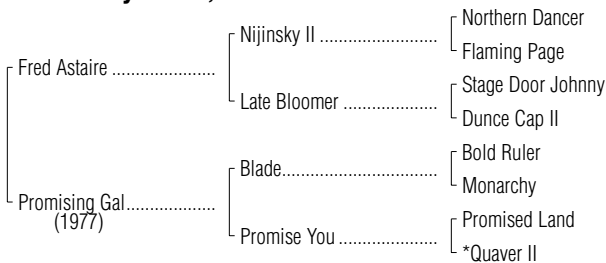 Northern Dancer
Nijinsky II ........................
Flaming Page
Fred Astaire ......................
Stage Door Johnny
Late Bloomer ....................
Dunce Cap II
Bold Ruler
Blade.................................
Monarchy
Promising Gal...................
(1977)
Promised Land
Promise You .....................
*Quaver II